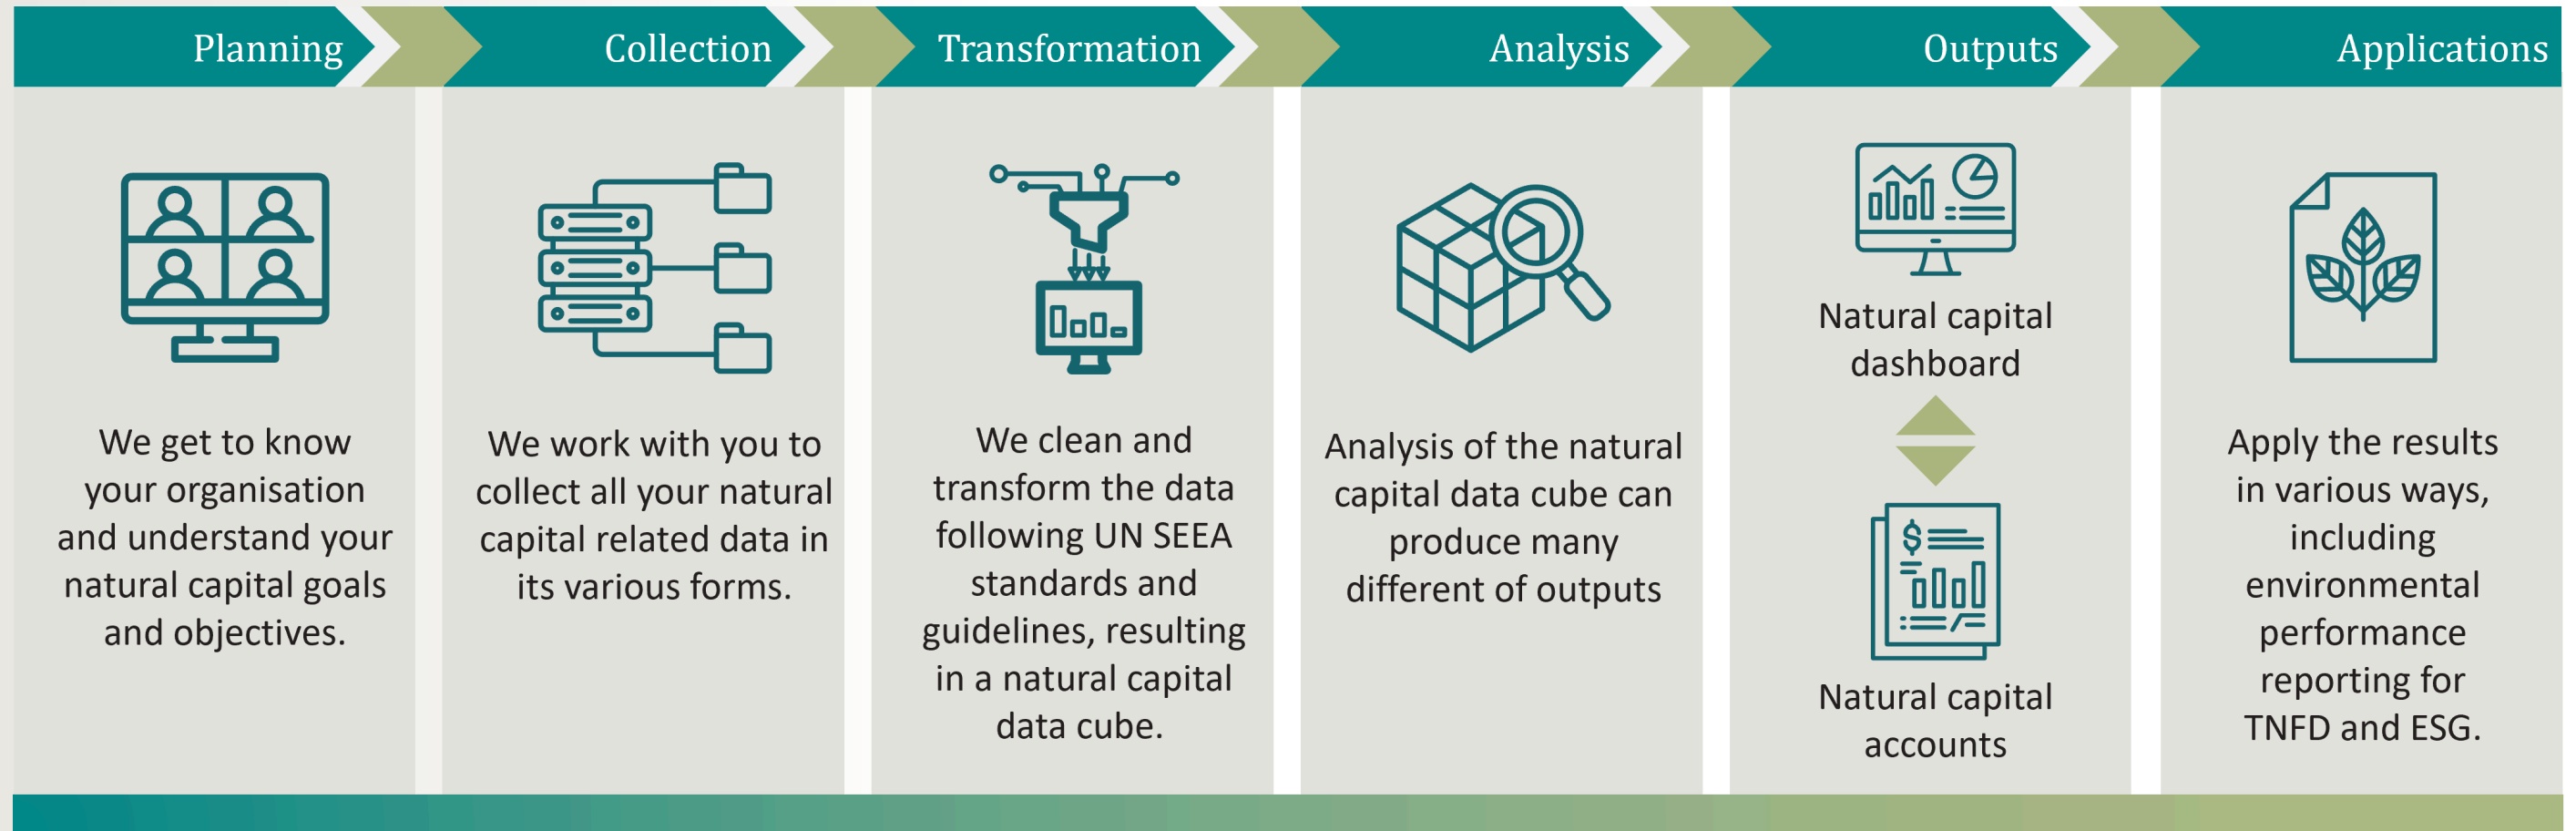 Planning
We get to know
your organisation
and understand your
natural capital goals
and objectives.
Collection
We work with you to
collect all your natural
capital related data in
its various forms.
Transformation
We clean and
transform the data
following UN SEEA
standards and
guidelines, resulting
in a natural capital
data cube.
Analysis
Analysis of the natural
capital data cube can
produce many
different of outputs
Outputs
Natural capital
dashboard
$
Natural capital
accounts
Applications
Apply the results
in various ways,
including
environmental
performance
reporting for
TNFD and ESG.